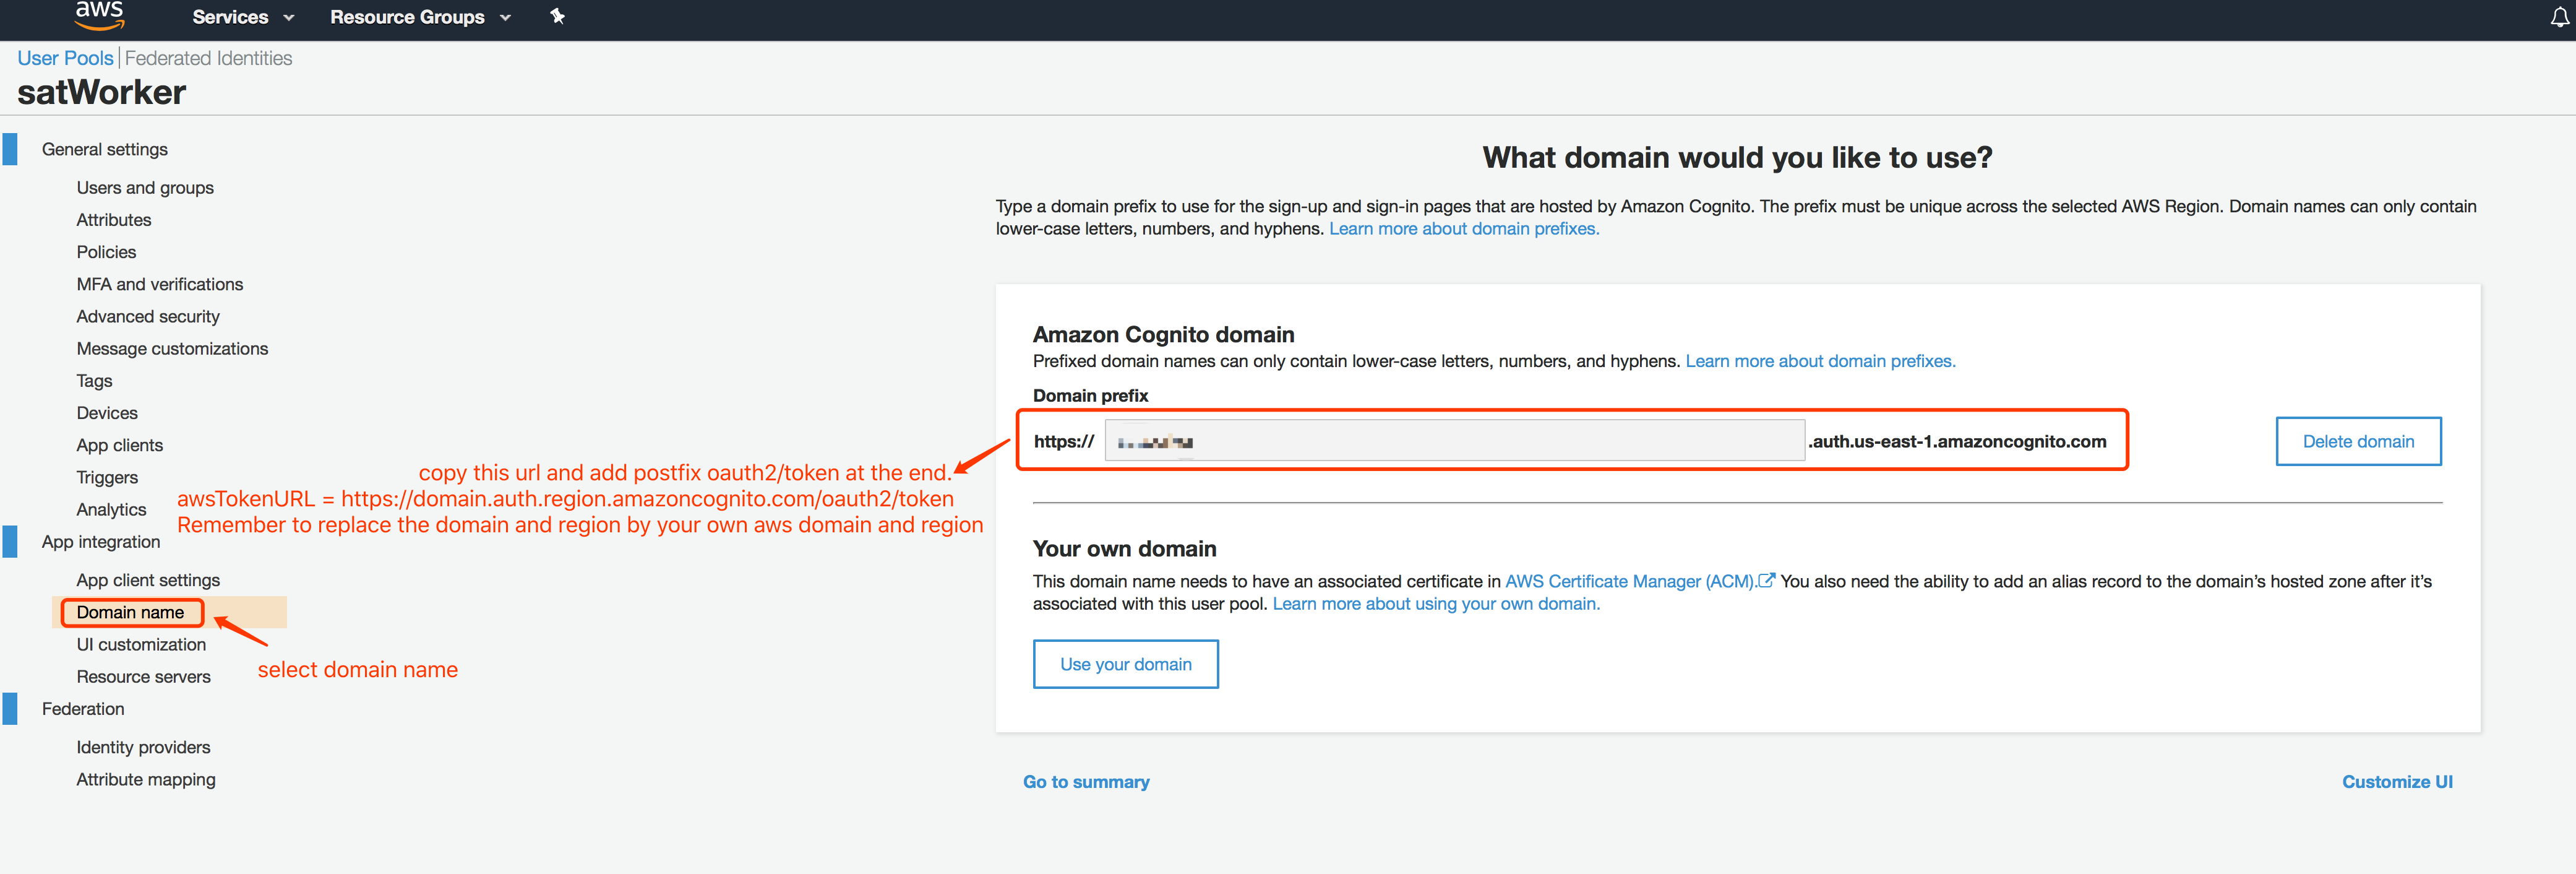 aws Services Resource Groups
User Pools | Federated Identities
satWorker
General settings
Users and groups
Attributes
Policies
MFA and verifications
Advanced security
Message customizations
Tags
Devices
App clients
Triggers
Analytics
App integration
App client settings
Domain name
UI customization
Resource servers
Federation
Identity providers
Attribute mapping
copy this url and add postfix oauth2/token at the end.
awsTokenURL = https://domain.auth.region.amazoncognito.com/oauth2/token
Remember to replace the domain and region by your own aws domain and region
select domain name
What domain would you like to use?
Type a domain prefix to use for the sign-up and sign-in pages that are hosted by Amazon Cognito. The prefix must be unique across the selected AWS Region. Domain names can only contain
lower-case letters, numbers, and hyphens. Learn more about domain prefixes.
Amazon Cognito domain
Prefixed domain names can only contain lower-case letters, numbers, and hyphens. Learn more about domain prefixes.
Domain prefix
https:// .auth.us-east-1.amazoncognito.com
Delete domain
Your own domain
This domain name needs to have an associated certificate in AWS Certificate Manager (ACM). You also need the ability to add an alias record to the domain’s hosted zone after it’s
associated with this user pool. Learn more about using your own domain.
Use your domain
Go to summary
Customize UI